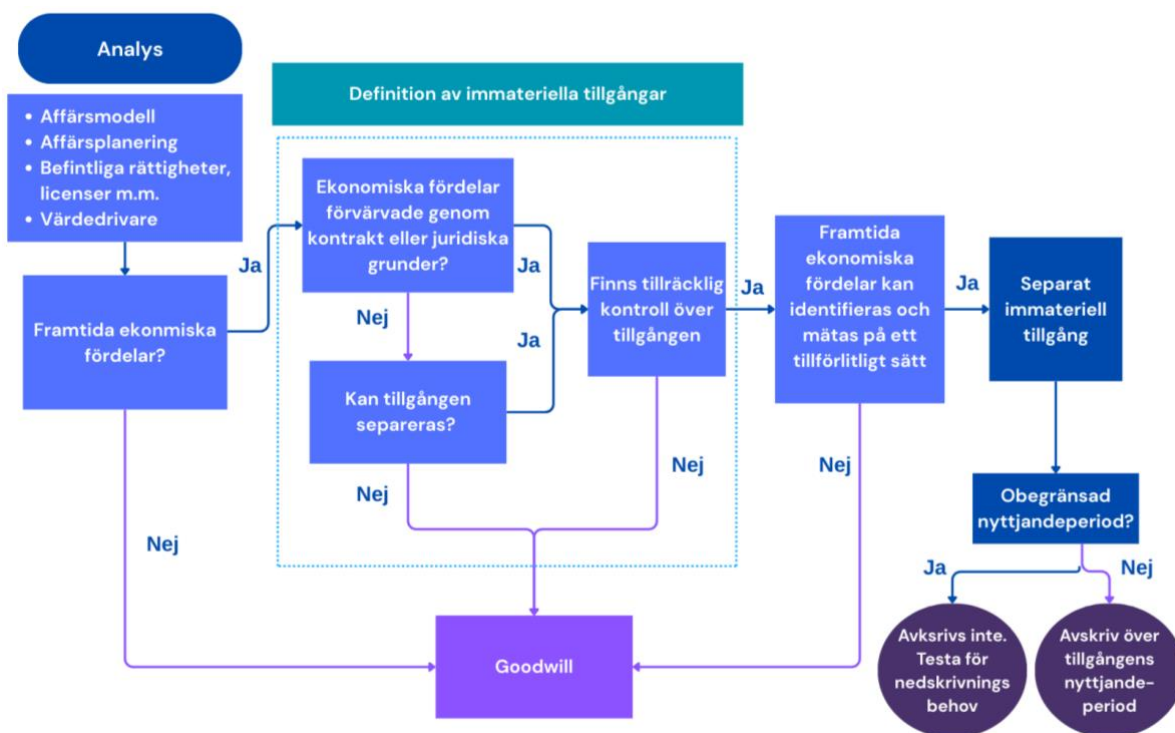 Analys
• Affärsmodell
• Affärsplanering
• Befintliga rättigheter,
licenser m.m.
• Värdedrivare
Ja
Framtida ekonmiska
fördelar?
Nej
Definition av immateriella tillgångar
Ekonomiska fördelar
förvärvade genom
kontrakt eller juridiska
grunder?
Ja
Nej
Ja
Kan tillgången
separeras?
Nej
Finns tillräcklig
kontroll över
tillgången
Ja
Nej
Framtida
ekonomiska
fördelar kan
identifieras och
mätas på ett
tillförlitligt sätt
Ja
Nej
Separat
immateriell
tillgång
Obegränsad
nyttjandeperiod?
Ja
Nej
Avksrivs inte.
Testa för
nedskrivnings
behov
Avskriv över
tillgångens
nyttjande-
period
Goodwill